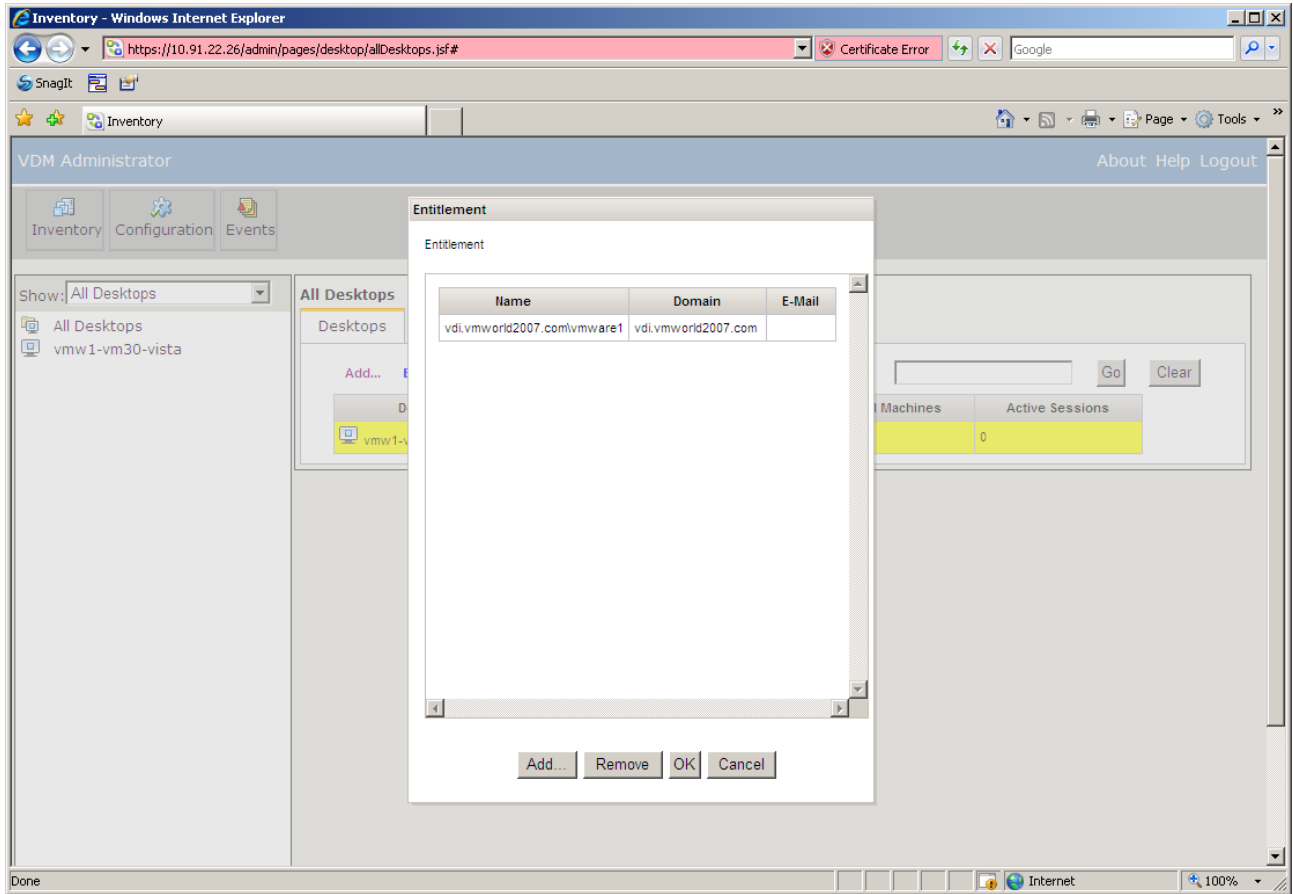 Inventory - Windows Internet Explorer
https://10.91.22.26/admin/pages/desktop/allDesktops.jsf#
Certificate Error
Google
SnagIt
Inventory
Page
Tools
»
VDM Administrator
About Help Logout
Inventory Configuration Events
Show: All Desktops
All Desktops
vmw1-vm30-vista
All Desktops
Desktops
Add...
Go Clear
Machines Active Sessions
vmw1-
0
Entitlement
Entitlement
Name Domain E-Mail
vdi.vmworld2007.com\vmware1 vdi.vmworld2007.com
Add... Remove OK Cancel
Done
Internet
100%